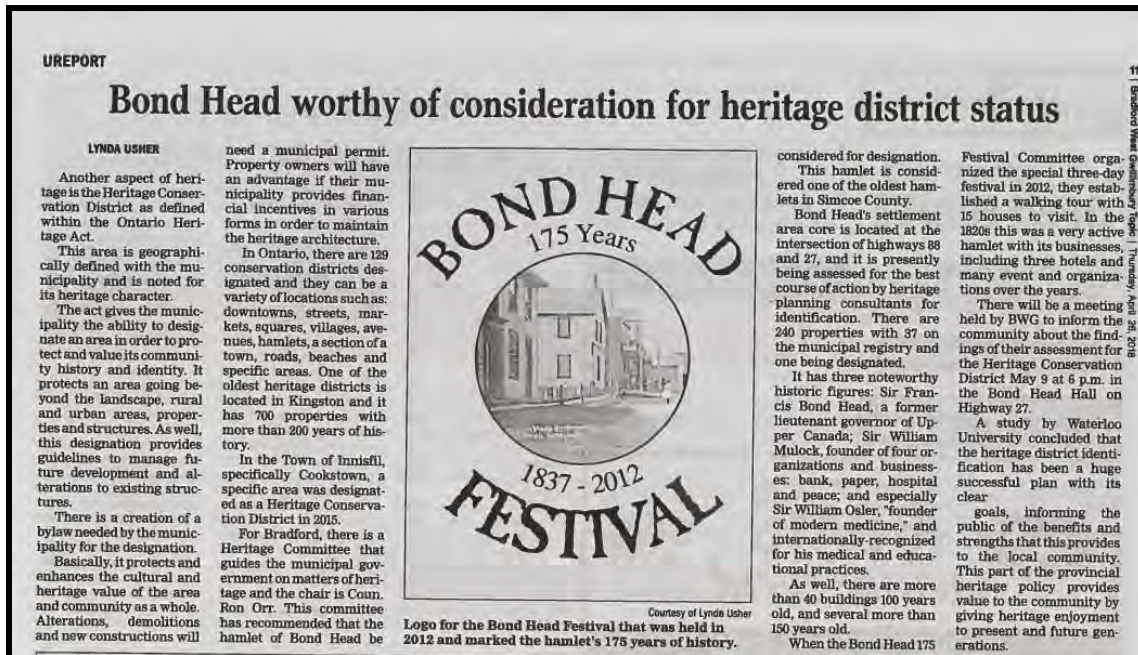 UREPORT
Bond Head worthy of consideration for heritage district status
LYNDA USHER
Another aspect of heri-
tage is the Heritage Conser-
vation District as defined
within the Ontario Heri-
tage Act.
This area is geographi-
cally defined with the mu-
nicipality and is noted for
its heritage character.
The act gives the munic-
ipality the ability to desig-
nate an area in order to pro-
tect and value its communi-
ty history and identity. It
protects an area going be-
yond the landscape, rural
and urban areas, proper-
ties and structures. As well,
this designation provides
guidelines to manage fu-
ture development and al-
terations to existing struc-
tures.
There is a creation of a
bylaw needed by the munic-
ipality for the designation.
Basically, it protects and
enhances the cultural and
heritage value of the area
and community as a whole.
Alterations, demolitions
and new constructions will
need a municipal permit.
Property owners will have
an advantage if their mu-
nicipality provides finan-
cial incentives in various
forms in order to maintain
the heritage architecture.
In Ontario, there are 129
conservation districts des-
ignated and they can be a
variety of locations such as:
downtowns, streets, mar-
kets, squares, villages, ave-
nues, hamlets, a section of a
town, roads, beaches and
specific areas. One of the
oldest heritage districts is
located in Kingston and it
has 700 properties with
more than 200 years of his-
tory.
In the Town of Innisfil,
specifically Cookstown, a
specific area was designat-
ed as a Heritage Conserva-
tion District in 2015.
For Bradford, there is a
Heritage Committee that
guides the municipal gov-
ernment on matters of heri-
tage and the chair is Coun.
Ron Orr. This committee
has recommended that the
hamlet of Bond Head be
BOND HEAD
175 Years
1837 - 2012
FESTIVAL
Courtesy of Lynda Usher
Logo for the Bond Head Festival that was held in
2012 and marked the hamlet's 175 years of history.
considered for designation.
This hamlet is consid-
ered one of the oldest ham-
lets in Simcoe County.
Bond Head's settlement
area core is located at the
intersection of highways 88
and 27, and it is presently
being assessed for the best
course of action by heritage
planning consultants for
identification. There are
240 properties with 37 on
the municipal registry and
one being designated.
It has three noteworthy
historic figures: Sir Fran-
cis Bond Head, a former
lieutenant governor of Up-
per Canada; Sir William
Mulock, founder of four or-
ganizations and business-
es: bank, paper, hospital
and peace; and especially
Sir William Osler, "founder
of modern medicine," and
internationally-recognized
for his medical and educa-
tional practices.
As well, there are more
than 40 buildings 100 years
old, and several more than
150 years old.
When the Bond Head 175
Festival Committee orga-
nized the special three-day
festival in 2012, they estab-
lished a walking tour with
15 houses to visit. In the
1820s this was a very active
hamlet with its businesses,
including three hotels and
many event and organiza-
tions over the years.
There will be a meeting
held by BWG to inform the
community about the find-
ings of their assessment for
the Heritage Conservation
District May 9 at 6 p.m. in
the Bond Head Hall on
Highway 27.
A study by Waterloo
University concluded that
the heritage district identi-
fication has been a huge
successful plan with its
clear
goals, informing the
public of the benefits and
strengths that this provides
to the local community.
This part of the provincial
heritage policy provides
value to the community by
giving heritage enjoyment
to present and future gen-
erations.
11 | Bradford West Gwillimbury Topic | Thursday, April 26, 2018